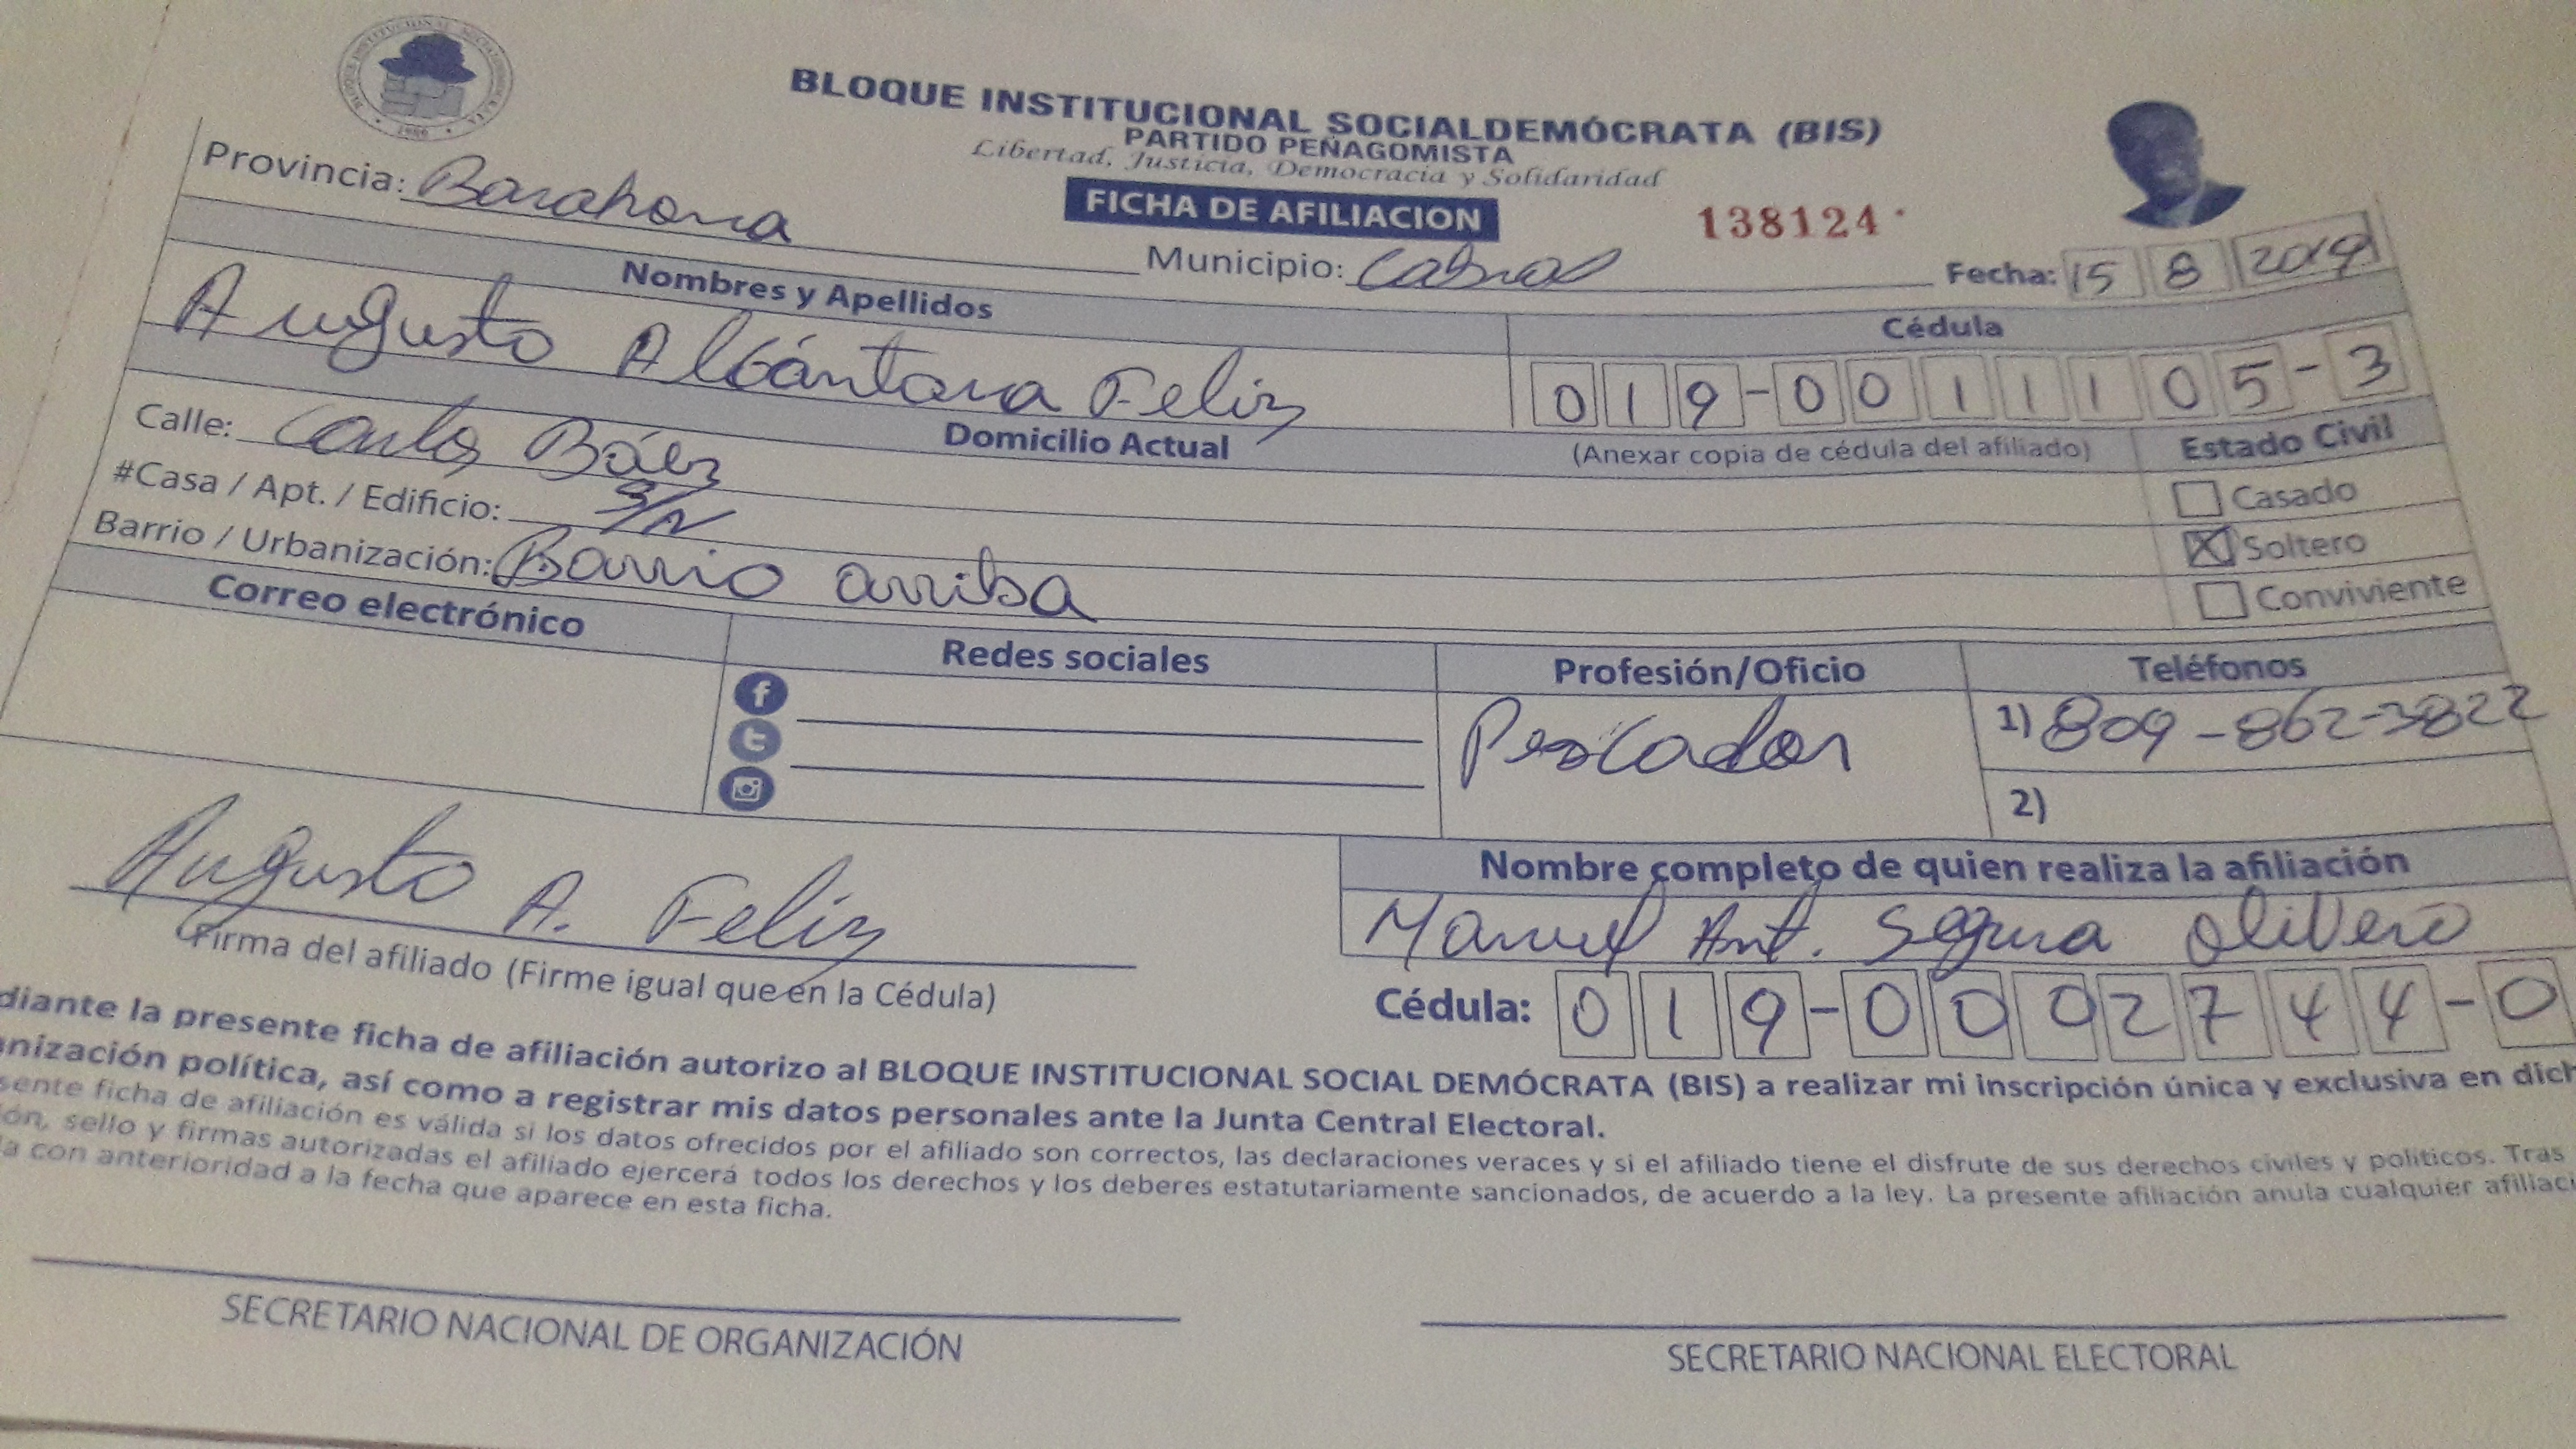 BLOQUE INSTITUCIONAL SOCIALDEMÓCRATA (BIS)
PARTIDO PEÑAGOMISTA
Libertad, Justicia, Democracia y Solidaridad
FICHA DE AFILIACION
138124
Provincia: Barahona
Municipio: Cabral
Fecha: 15 8 2019
Nombres y Apellidos
Cédula
Augusto Alcántara Feliz
019-0011105-3
Domicilio Actual
(Anexar copia de cédula del afiliado)
Estado Civil
Calle: Carlos Báez
Casado
#Casa / Apt. / Edificio: S/N
X Soltero
Barrio / Urbanización: Barrio arriba
Conviviente
Correo electrónico
Redes sociales
Profesión/Oficio
Teléfonos
Pescador
1) 809-862-3822
2)
Nombre completo de quien realiza la afiliación
Augusto A. Feliz
Manuel Ant. Segura Olivero
Firma del afiliado (Firme igual que en la Cédula)
Cédula: 019-0002744-0
diante la presente ficha de afiliación autorizo al BLOQUE INSTITUCIONAL SOCIAL DEMÓCRATA (BIS) a realizar mi inscripción única y exclusiva en dich
nización política, así como a registrar mis datos personales ante la Junta Central Electoral.
sente ficha de afiliación es válida si los datos ofrecidos por el afiliado son correctos, las declaraciones veraces y si el afiliado tiene el disfrute de sus derechos civiles y políticos. Tras
ón, sello y firmas autorizadas el afiliado ejercerá todos los derechos y los deberes estatutariamente sancionados, de acuerdo a la ley. La presente afiliación anula cualquier afiliaci
a con anterioridad a la fecha que aparece en esta ficha.
SECRETARIO NACIONAL DE ORGANIZACIÓN
SECRETARIO NACIONAL ELECTORAL